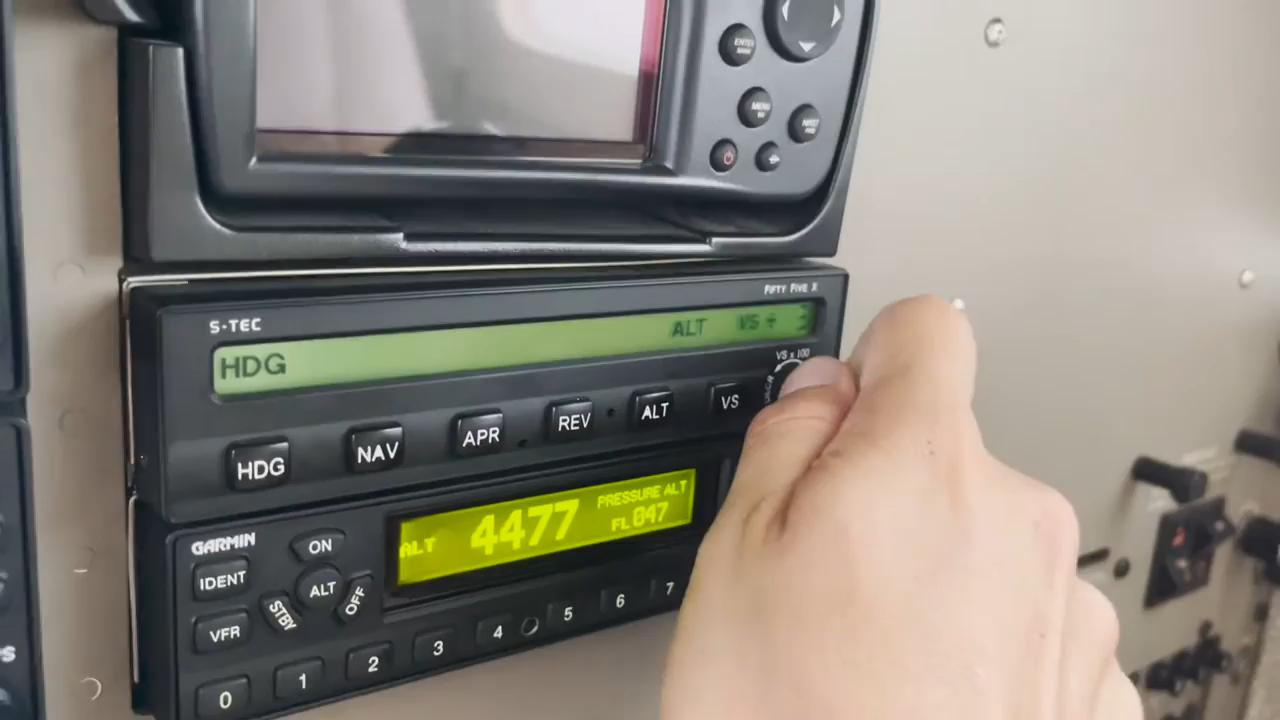 ENTER
MENU
NRST
FIFTY FIVE X
S-TEC
HDG ALT VS +
VS x 100
HDG NAV APR REV ALT VS
GARMIN
ALT 4477 PRESSURE ALT
FL 047
IDENT ON
ALT
STBY OFF
VFR
0 1 2 3 4 5 6 7